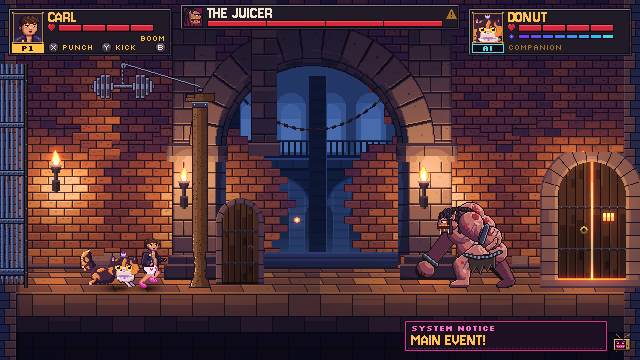 CARL
BOOM
P1 X PUNCH Y KICK B
THE JUICER
DONUT
AI COMPANION
SYSTEM NOTICE
MAIN EVENT!